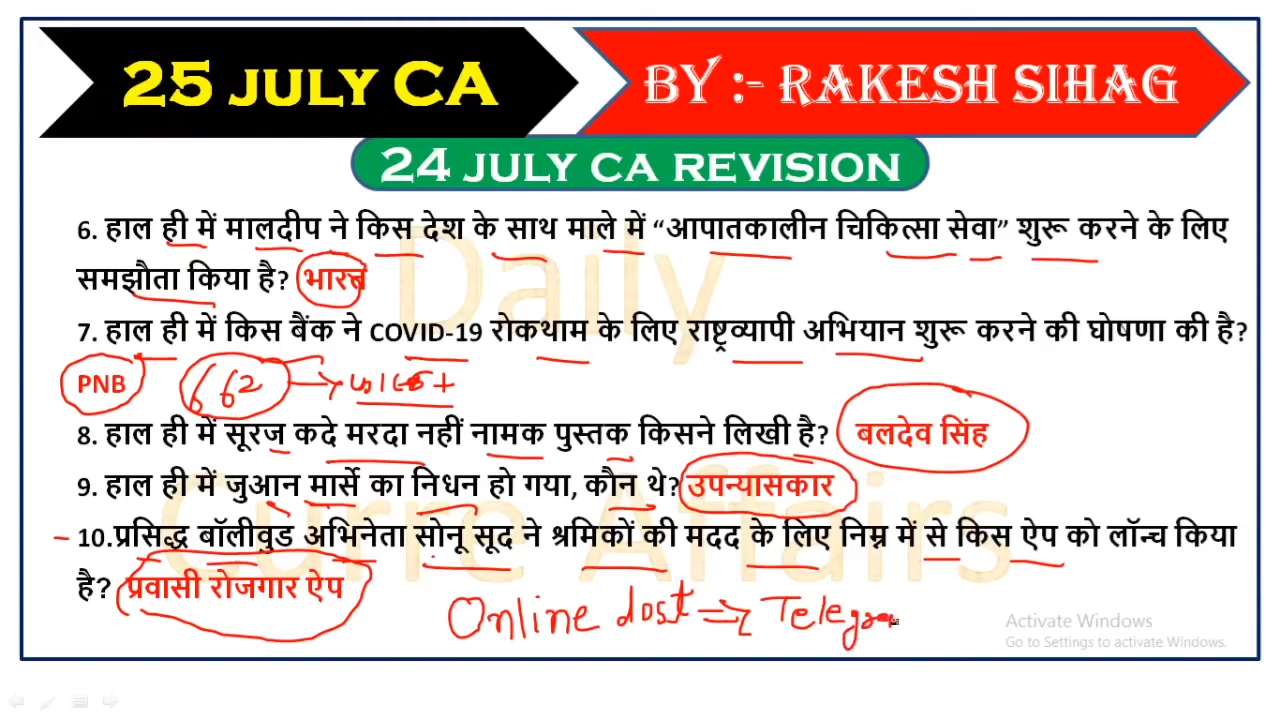 25 JULY CA
BY :- RAKESH SIHAG
24 JULY CA REVISION
6. हाल ही में मालदीप ने किस देश के साथ माले में “आपातकालीन चिकित्सा सेवा” शुरू करने के लिए
समझौता किया है? भारत
7. हाल ही में किस बैंक ने COVID-19 रोकथाम के लिए राष्ट्रव्यापी अभियान शुरू करने की घोषणा की है?
PNB 662
8. हाल ही में सूरज कदे मरदा नहीं नामक पुस्तक किसने लिखी है? बलदेव सिंह
9. हाल ही में जुआन मार्से का निधन हो गया, कौन थे? उपन्यासकार
10.प्रसिद्ध बॉलीवुड अभिनेता सोनू सूद ने श्रमिकों की मदद के लिए निम्न में से किस ऐप को लॉन्च किया
है? प्रवासी रोजगार ऐप
Online dost
Daily
Curre Affairs
Activate Windows
Go to Settings to activate Windows.